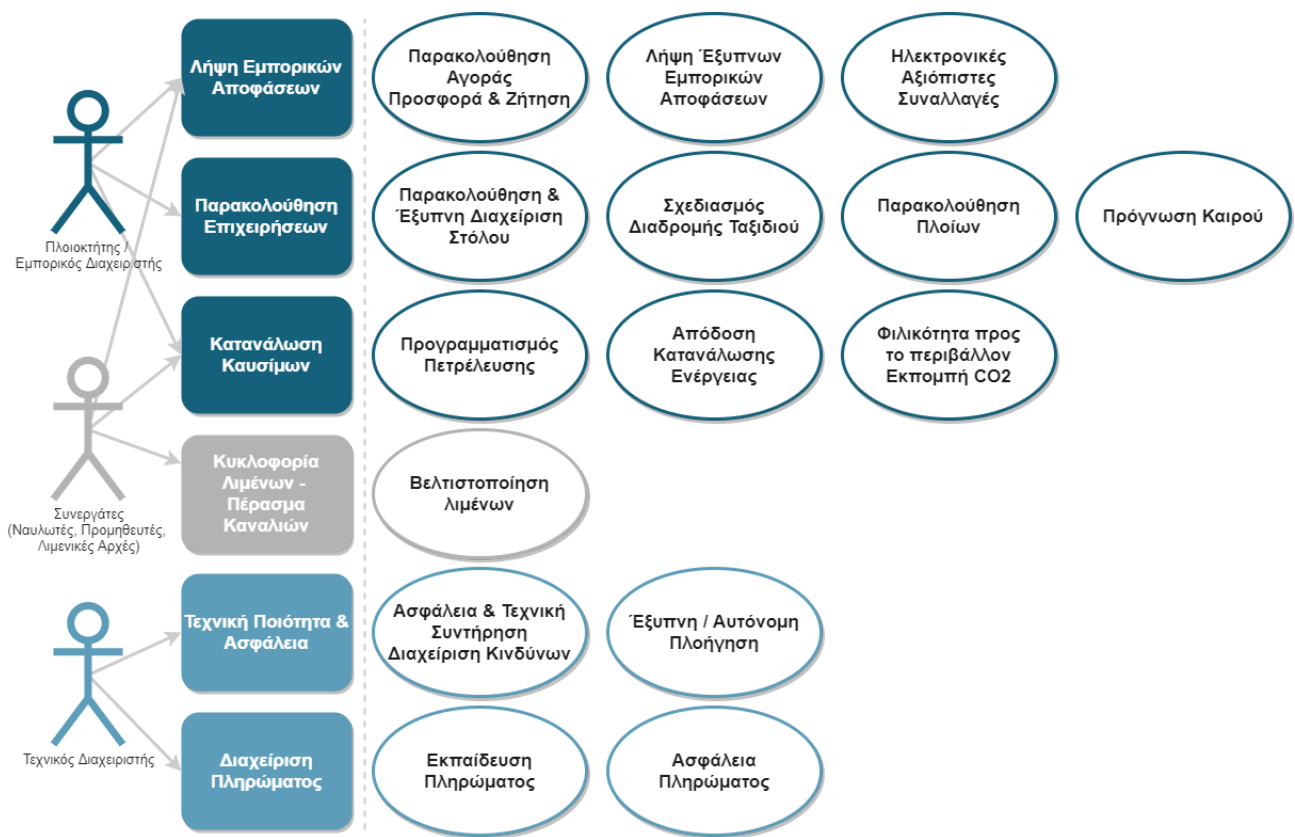 Λήψη Εμπορικών
Αποφάσεων
Παρακολούθηση
Αγοράς
Προσφορά & Ζήτηση
Λήψη Έξυπνων
Εμπορικών
Αποφάσεων
Ηλεκτρονικές
Αξιόπιστες
Συναλλαγές
Πλοιοκτήτης /
Εμπορικός Διαχειριστής
Παρακολούθηση
Επιχειρήσεων
Παρακολούθηση &
Έξυπνη Διαχείριση
Στόλου
Σχεδιασμός
Διαδρομής Ταξιδιού
Παρακολούθηση
Πλοίων
Πρόγνωση Καιρού
Κατανάλωση
Καυσίμων
Προγραμματισμός
Πετρέλευσης
Απόδοση
Κατανάλωσης
Ενέργειας
Φιλικότητα προς
το περιβάλλον
Εκπομπή CO2
Συνεργάτες
(Ναυλωτές, Προμηθευτές,
Λιμενικές Αρχές)
Κυκλοφορία
Λιμένων -
Πέρασμα
Καναλιών
Βελτιστοποίηση
λιμένων
Τεχνική Ποιότητα &
Ασφάλεια
Ασφάλεια & Τεχνική
Συντήρηση
Διαχείριση Κινδύνων
Έξυπνη / Αυτόνομη
Πλοήγηση
Τεχνικός Διαχειριστής
Διαχείριση
Πληρώματος
Εκπαίδευση
Πληρώματος
Ασφάλεια
Πληρώματος